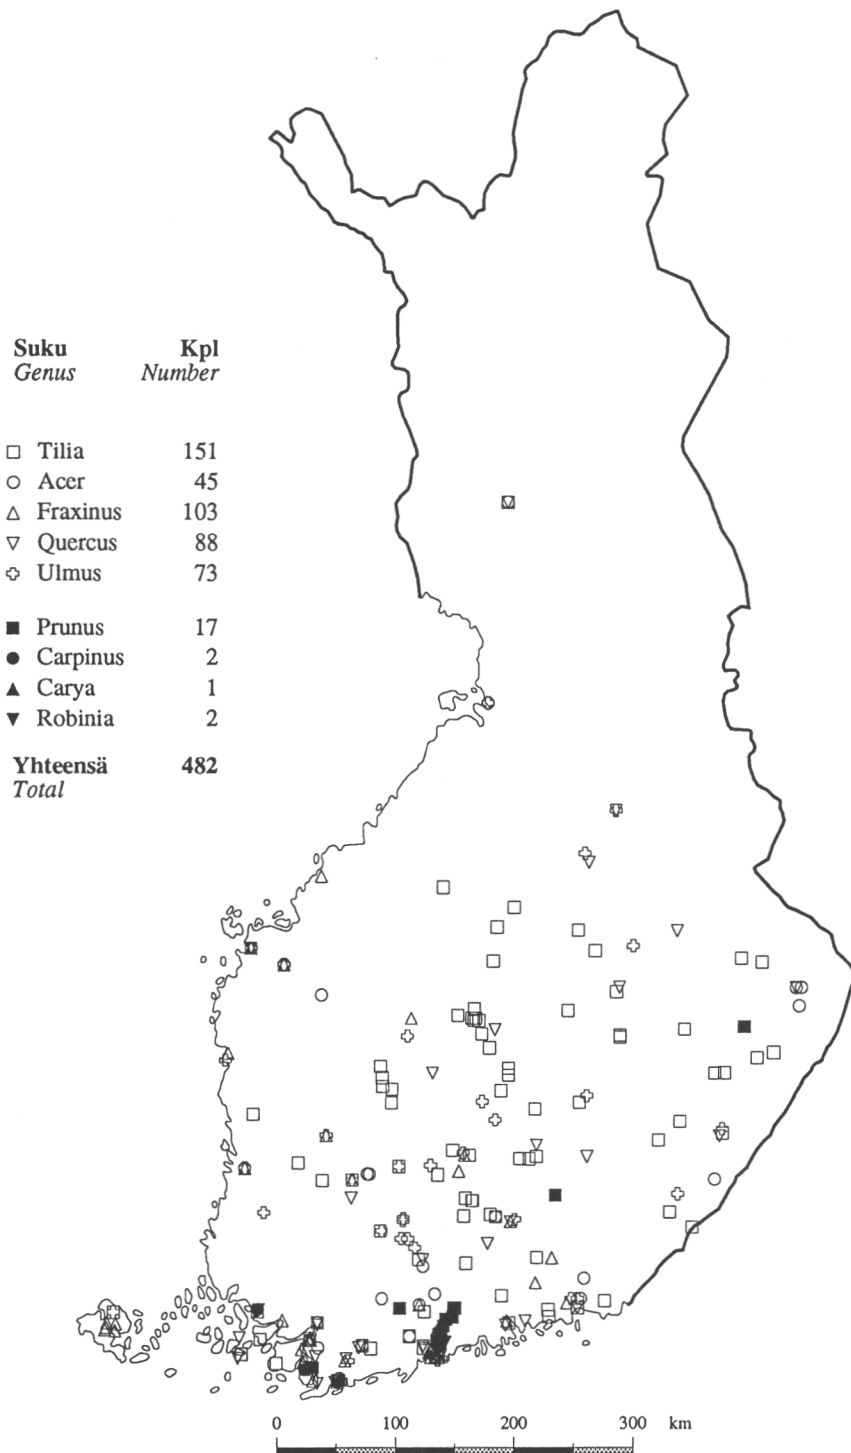 Suku Kpl
Genus Number
Tilia 151
Acer 45
Fraxinus 103
Quercus 88
Ulmus 73
Prunus 17
Carpinus 2
Carya 1
Robinia 2
Yhteensä 482
Total
0 100 200 300 km